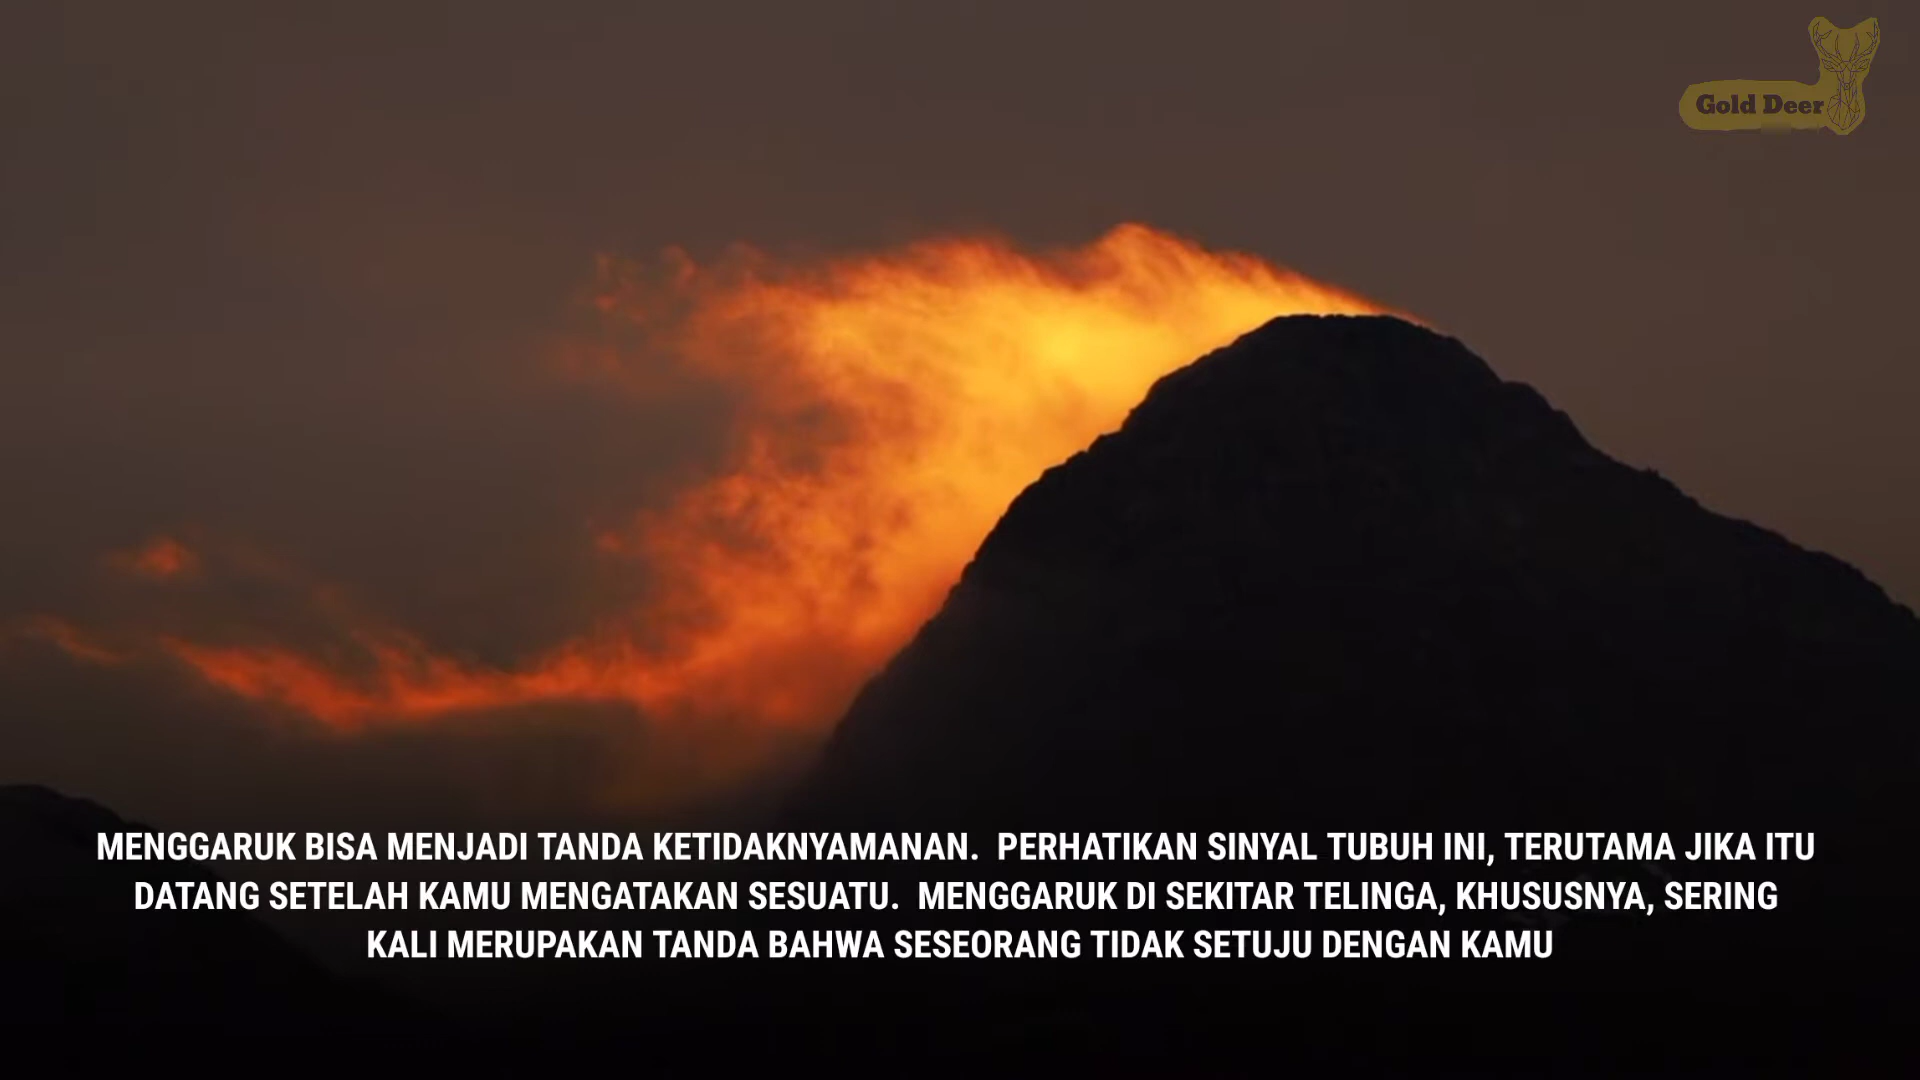 Gold Deer
MENGGARUK BISA MENJADI TANDA KETIDAKNYAMANAN.  PERHATIKAN SINYAL TUBUH INI, TERUTAMA JIKA ITU
DATANG SETELAH KAMU MENGATAKAN SESUATU.  MENGGARUK DI SEKITAR TELINGA, KHUSUSNYA, SERING
KALI MERUPAKAN TANDA BAHWA SESEORANG TIDAK SETUJU DENGAN KAMU